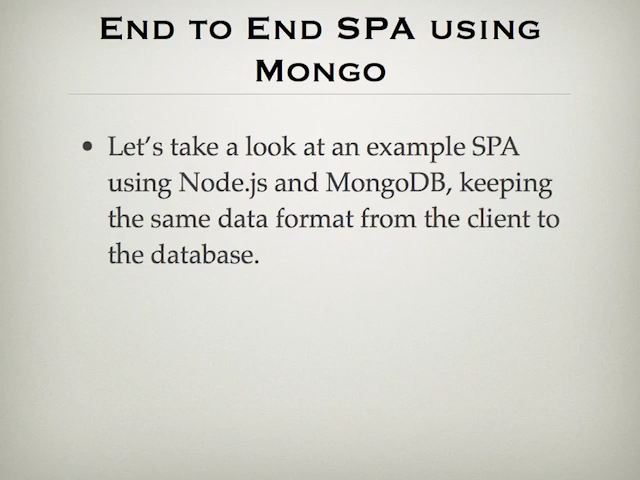 End to End SPA using
Mongo
• Let's take a look at an example SPA
using Node.js and MongoDB, keeping
the same data format from the client to
the database.